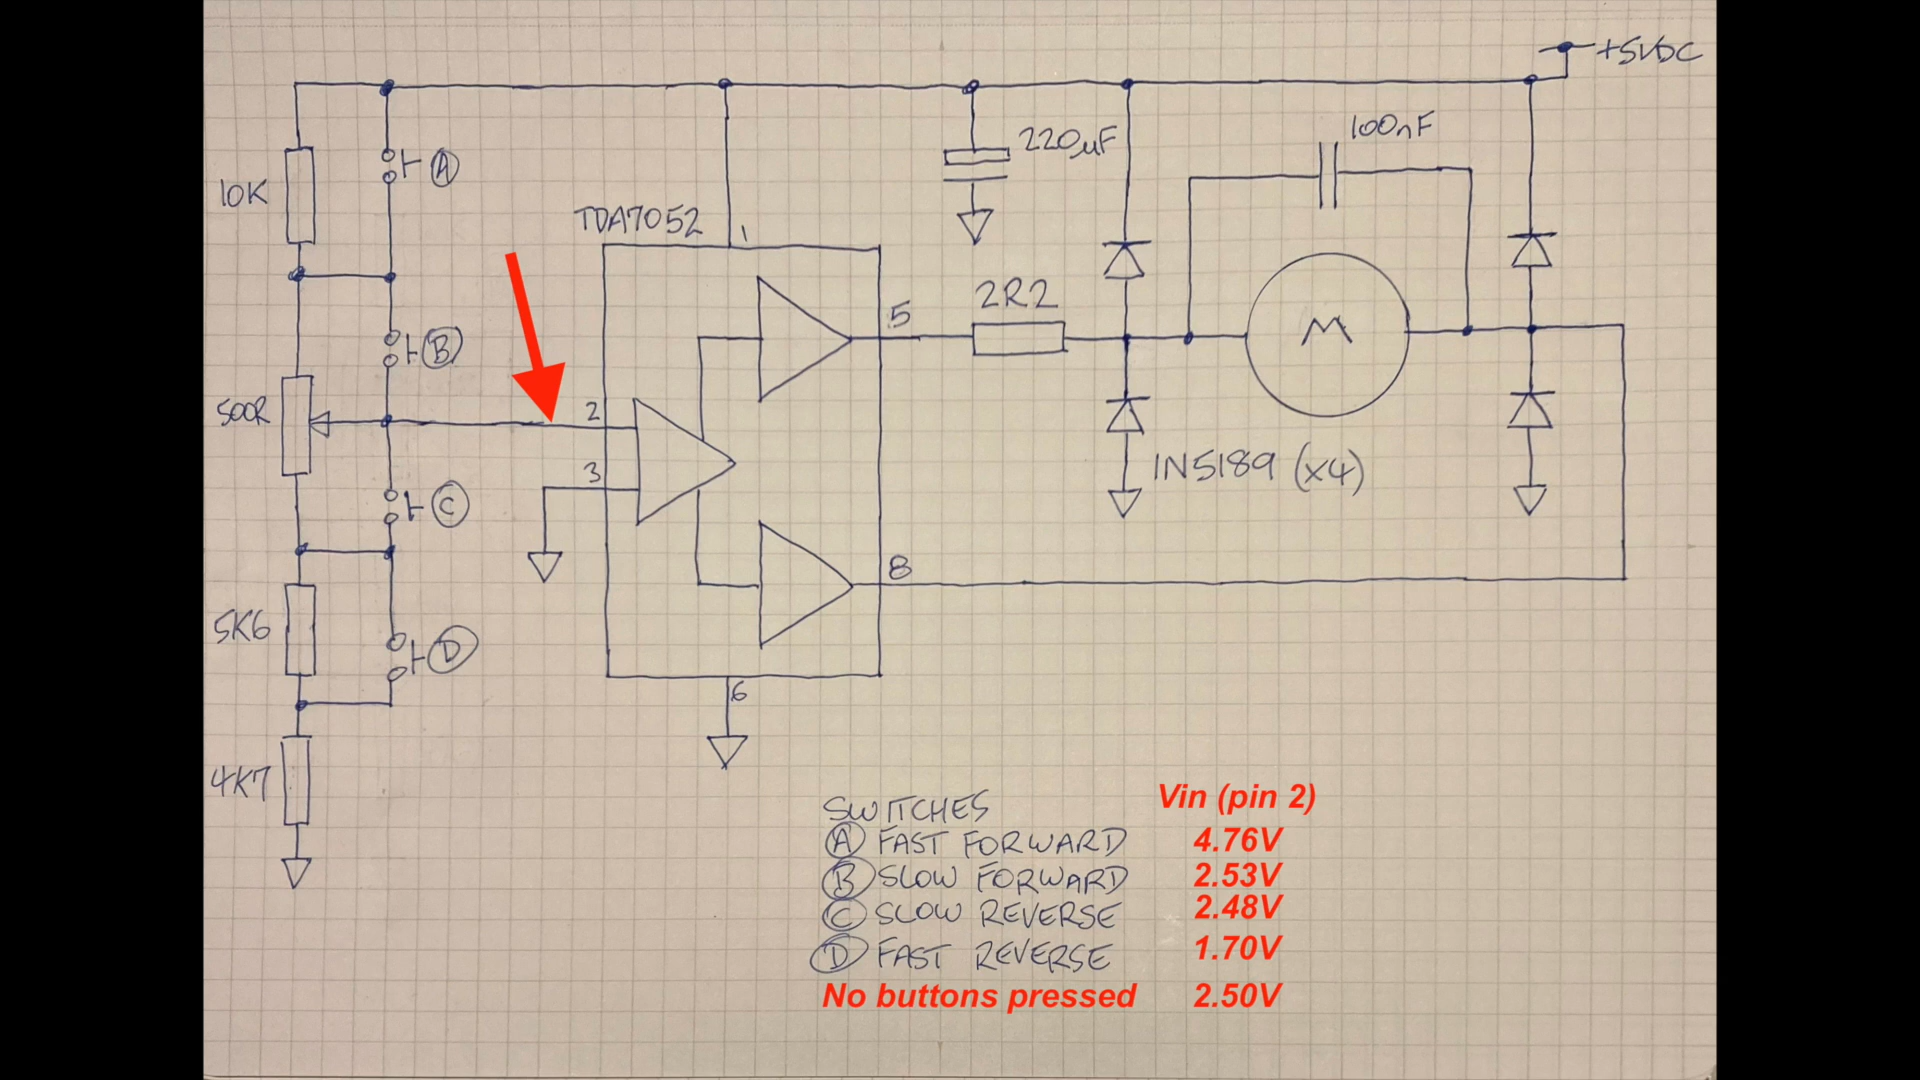 +5VDC
100nF
220µF
10K
A
TDA7052
1
B
2R2
5
M
500R
2
3
1N5189 (x4)
C
8
5K6
D
6
4K7
SWITCHES Vin (pin 2)
A FAST FORWARD 4.76V
B SLOW FORWARD 2.53V
C SLOW REVERSE 2.48V
D FAST REVERSE 1.70V
No buttons pressed 2.50V